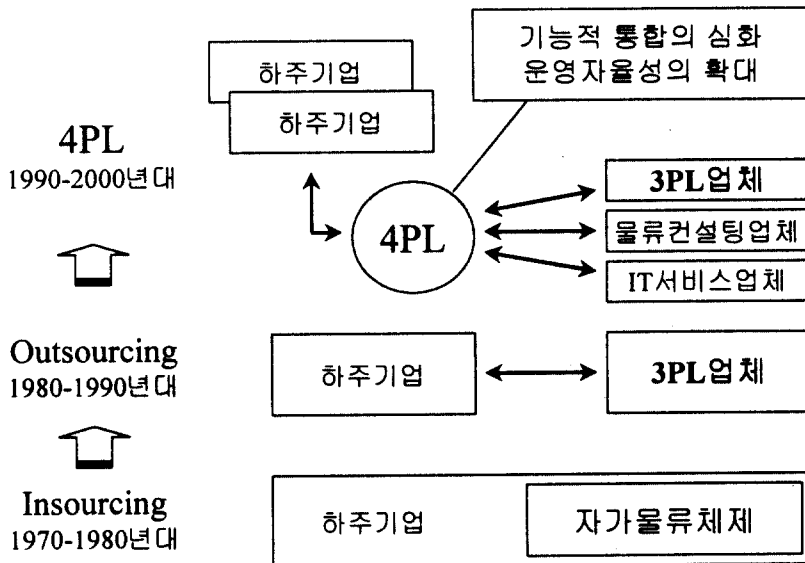 기능적 통합의 심화
운영자율성의 확대
하주기업
하주기업
4PL
1990-2000년대
4PL
3PL업체
물류컨설팅업체
IT서비스업체
Outsourcing
1980-1990년대
하주기업
3PL업체
Insourcing
1970-1980년대
하주기업
자가물류체제